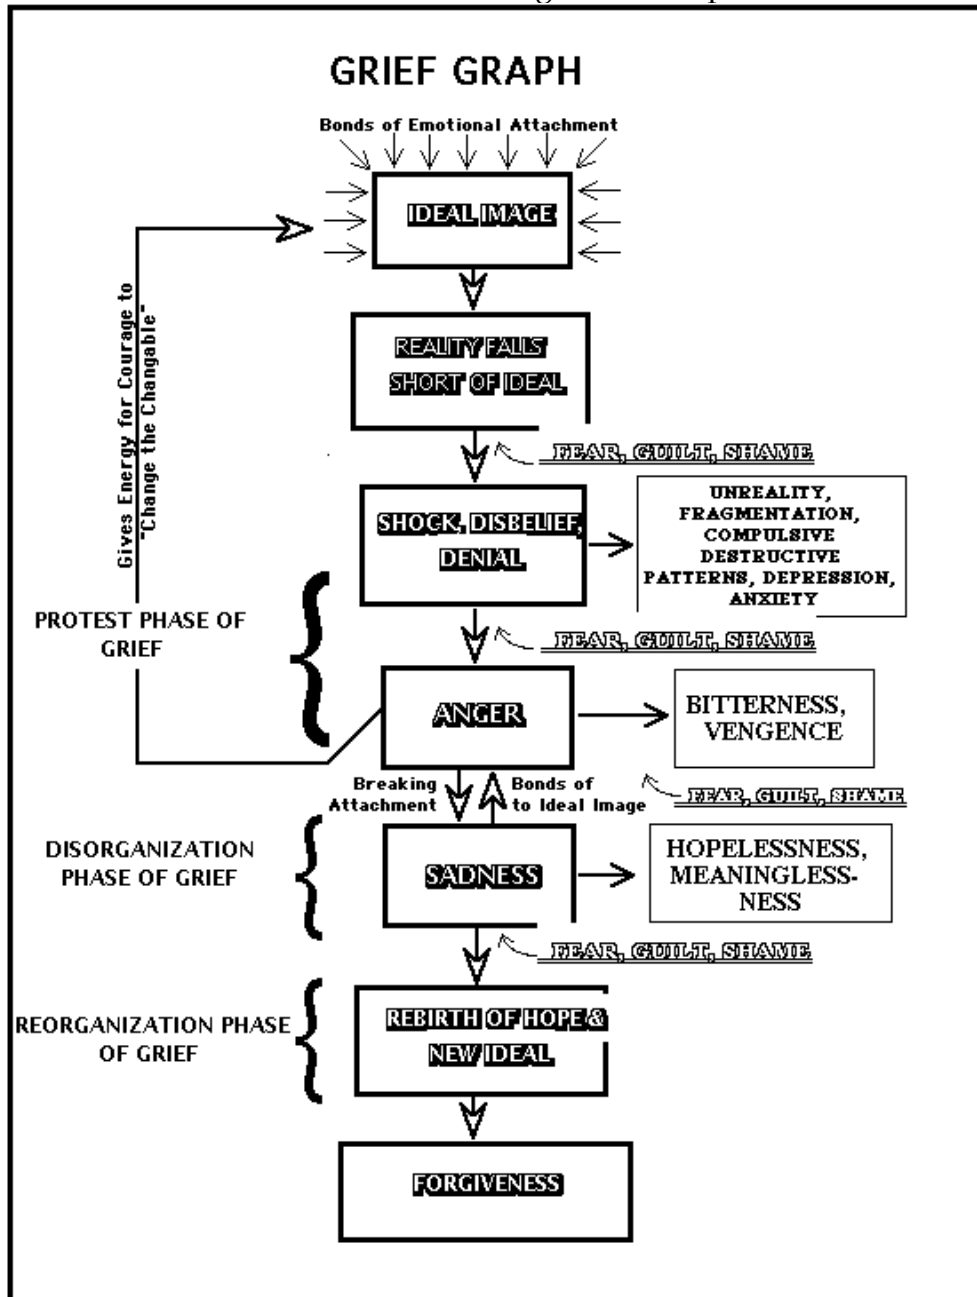 GRIEF GRAPH
Bonds of Emotional Attachment
IDEAL IMAGE
Gives Energy for Courage to
"Change the Changable"
REALITY FALLS
SHORT OF IDEAL
FEAR, GUILT, SHAME
SHOCK, DISBELIEF,
DENIAL
UNREALITY,
FRAGMENTATION,
COMPULSIVE
DESTRUCTIVE
PATTERNS, DEPRESSION,
ANXIETY
PROTEST PHASE OF
GRIEF
FEAR, GUILT, SHAME
ANGER
BITTERNESS,
VENGENCE
Breaking
Attachment
Bonds of
to Ideal Image
FEAR, GUILT, SHAME
DISORGANIZATION
PHASE OF GRIEF
SADNESS
HOPELESSNESS,
MEANINGLESS-
NESS
FEAR, GUILT, SHAME
REORGANIZATION PHASE
OF GRIEF
REBIRTH OF HOPE &
NEW IDEAL
FORGIVENESS